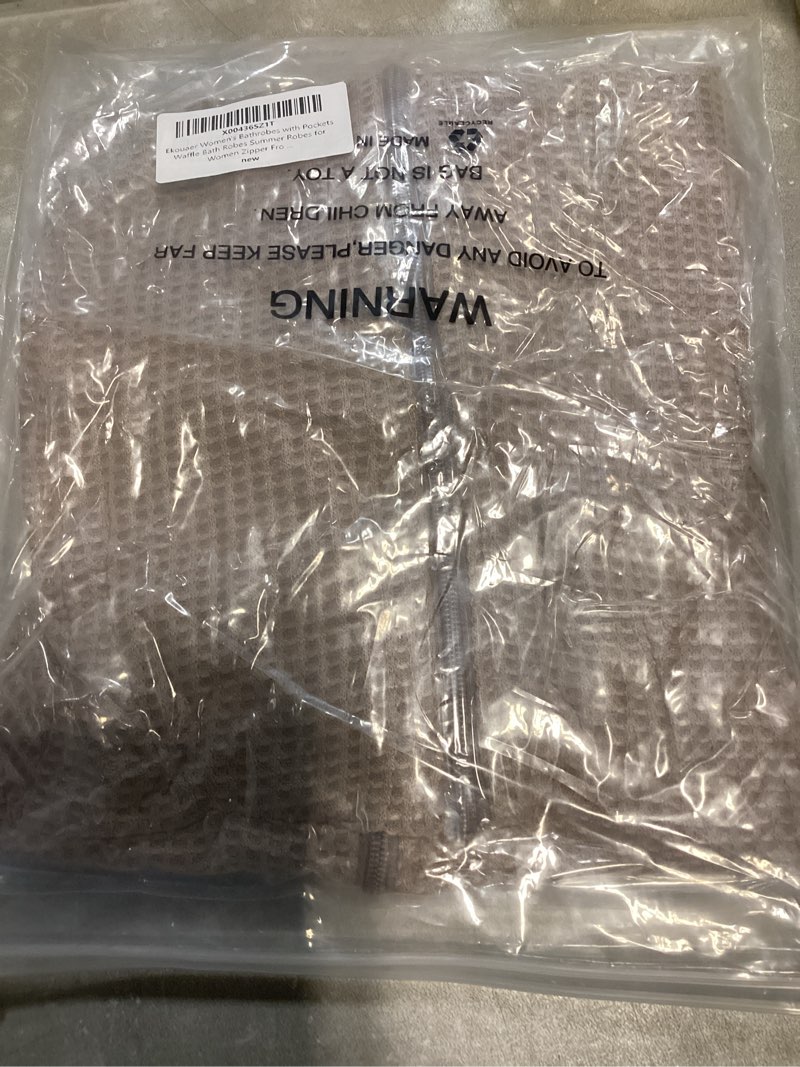 X00436SZ1T
Ekouaer Women's Bathrobes with Pockets
Waffle Bath Robes Summer Robes for
Women Zipper Fro...
new
WARNING
TO AVOID ANY DANGER,PLEASE KEEP FAR
AWAY FROM CHILDREN.
BAG IS NOT A TOY.
MADE IN
RECYCLABLE